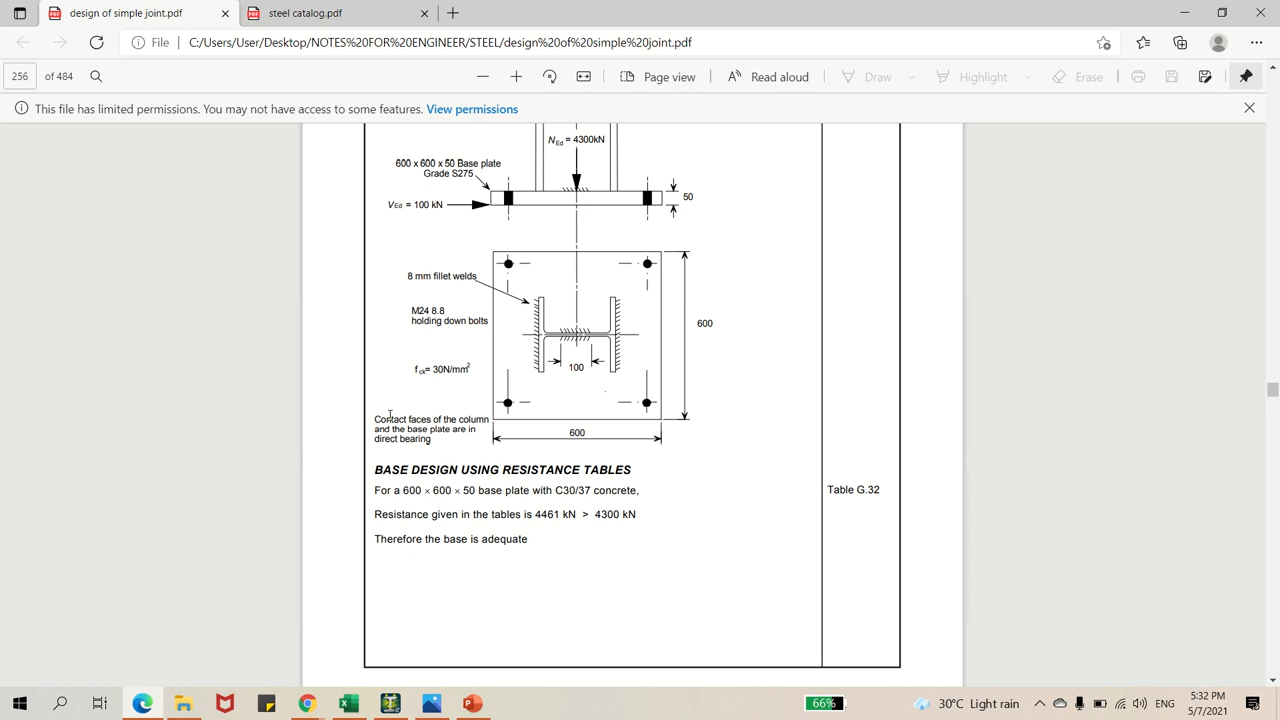 design of simple joint.pdf
steel catalog.pdf
File
C:/Users/User/Desktop/NOTES%20FOR%20ENGINEER/STEEL/design%20of%20simple%20joint.pdf
256 of 484
Page view
Read aloud
Draw
Highlight
Erase
This file has limited permissions. You may not have access to some features. View permissions
NEd = 4300kN
600 x 600 x 50 Base plate
Grade S275
50
VEd = 100 kN
8 mm fillet welds
M24 8.8
holding down bolts
600
100
fck= 30N/mm2
Contact faces of the column
and the base plate are in
direct bearing
600
BASE DESIGN USING RESISTANCE TABLES
For a 600 × 600 × 50 base plate with C30/37 concrete,
Table G.32
Resistance given in the tables is 4461 kN > 4300 kN
Therefore the base is adequate
66%
30°C Light rain
ENG
5:32 PM
5/7/2021